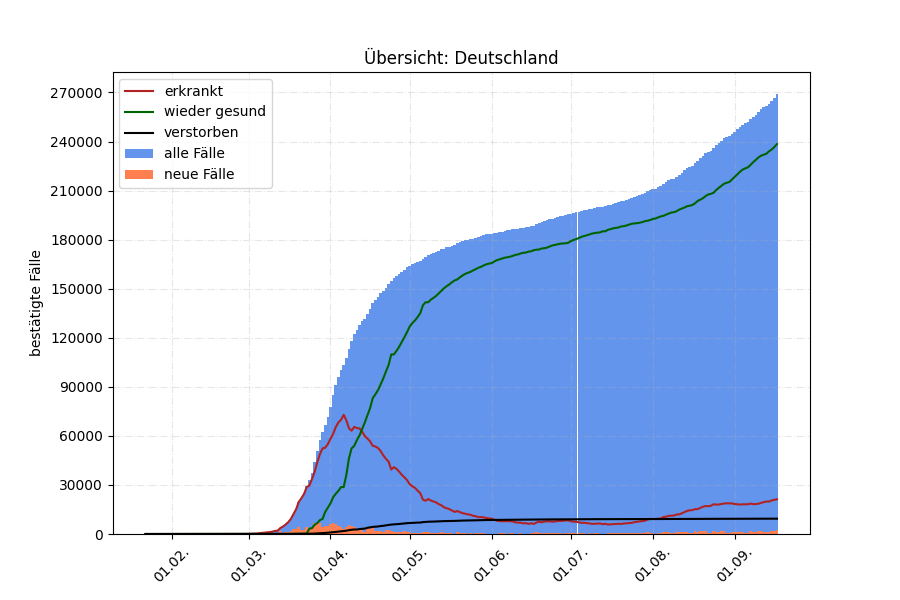 Übersicht: Deutschland
erkrankt
wieder gesund
verstorben
alle Fälle
neue Fälle
bestätigte Fälle
270000
240000
210000
180000
150000
120000
90000
60000
30000
0
01.02.
01.03.
01.04.
01.05.
01.06.
01.07.
01.08.
01.09.